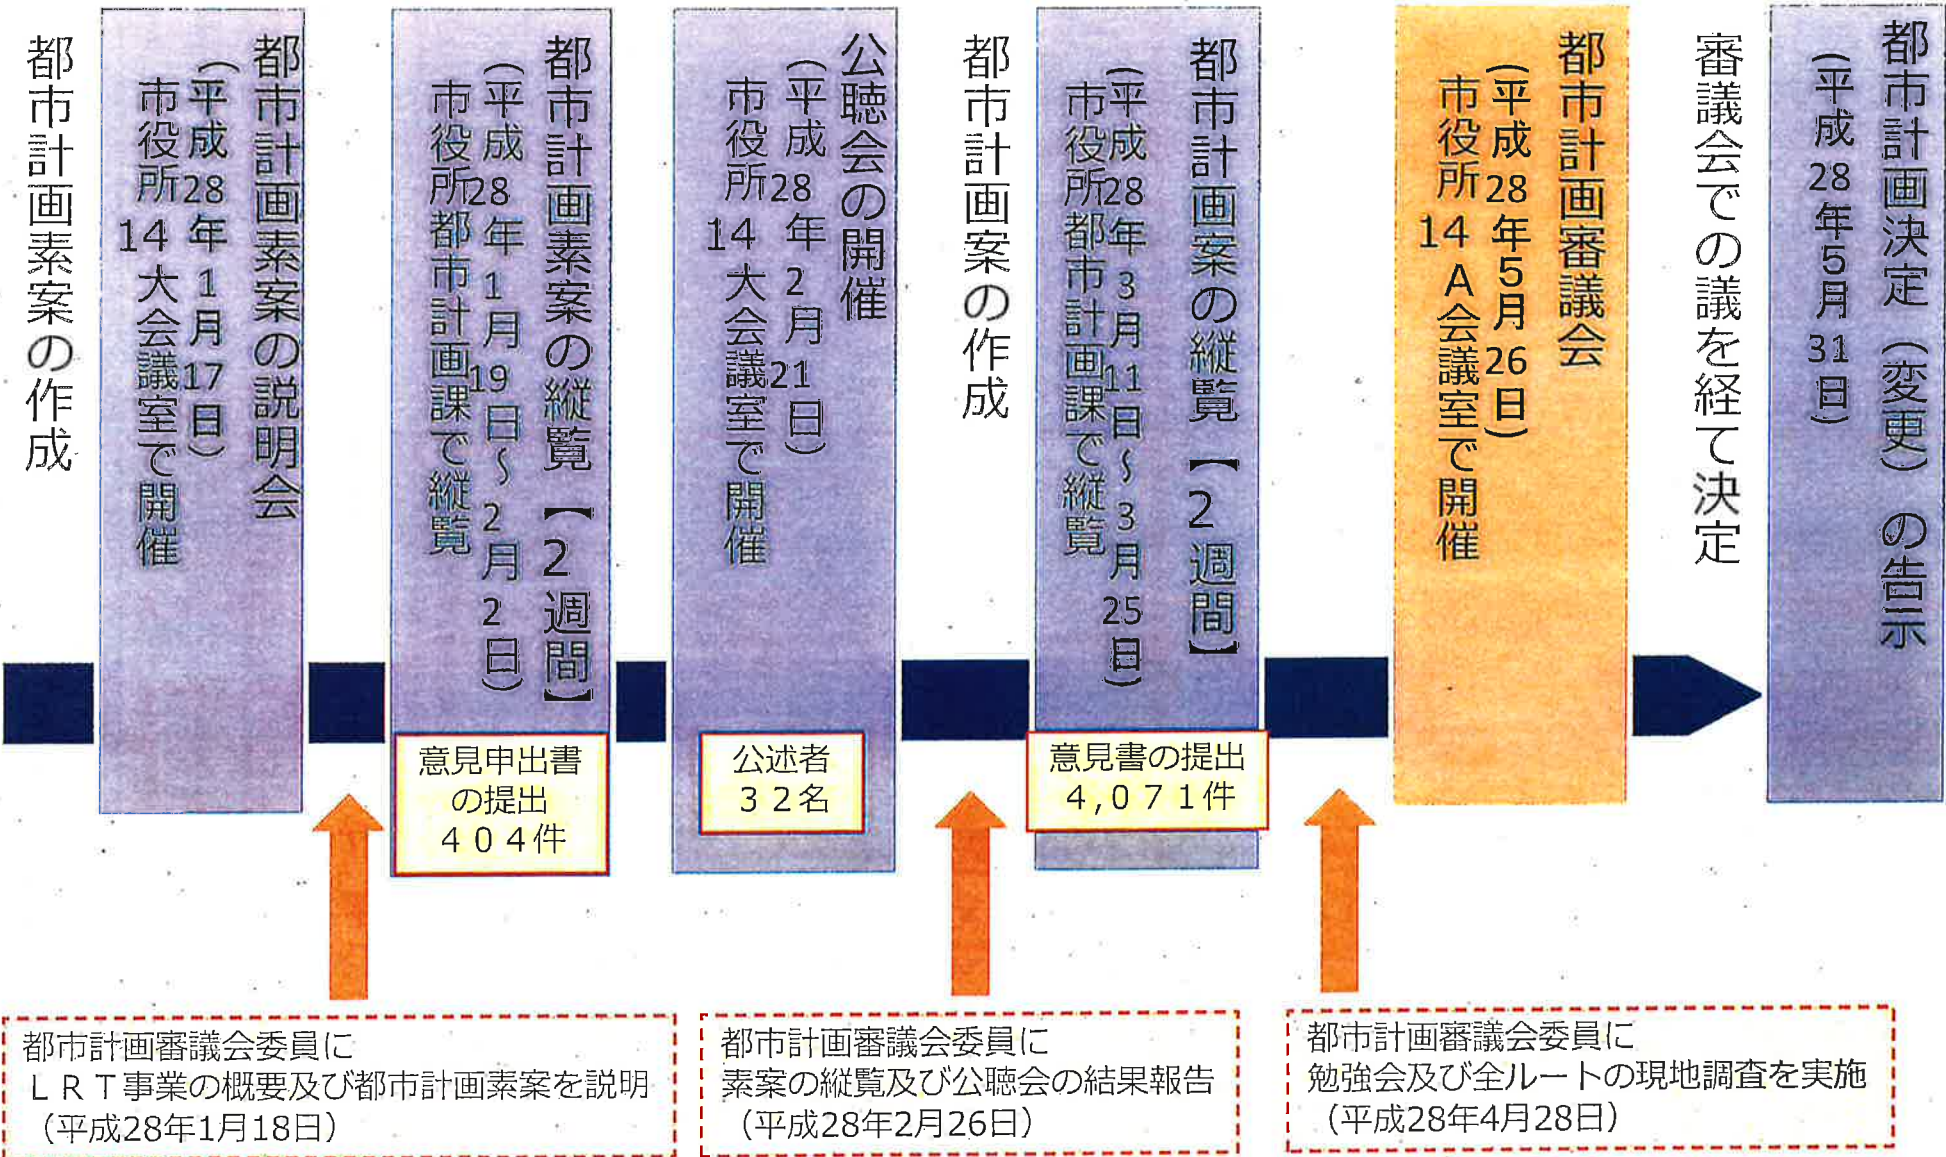 都市計画素案の作成
都市計画素案の説明会
（平成28年1月17日）
市役所14大会議室で開催
都市計画素案の縦覧【2週間】
（平成28年1月19日～2月2日）
市役所都市計画課で縦覧
意見申出書
の提出
４０４件
公聴会の開催
（平成28年2月21日）
市役所14大会議室で開催
公述者
３２名
都市計画案の作成
都市計画案の縦覧【2週間】
（平成28年3月11日～3月25日）
市役所都市計画課で縦覧
意見書の提出
４,０７１件
都市計画審議会
（平成28年5月26日）
市役所14A会議室で開催
審議会での議を経て決定
都市計画決定（変更）の告示
（平成28年5月31日）
都市計画審議会委員に
ＬＲＴ事業の概要及び都市計画素案を説明
（平成28年1月18日）
都市計画審議会委員に
素案の縦覧及び公聴会の結果報告
（平成28年2月26日）
都市計画審議会委員に
勉強会及び全ルートの現地調査を実施
（平成28年4月28日）